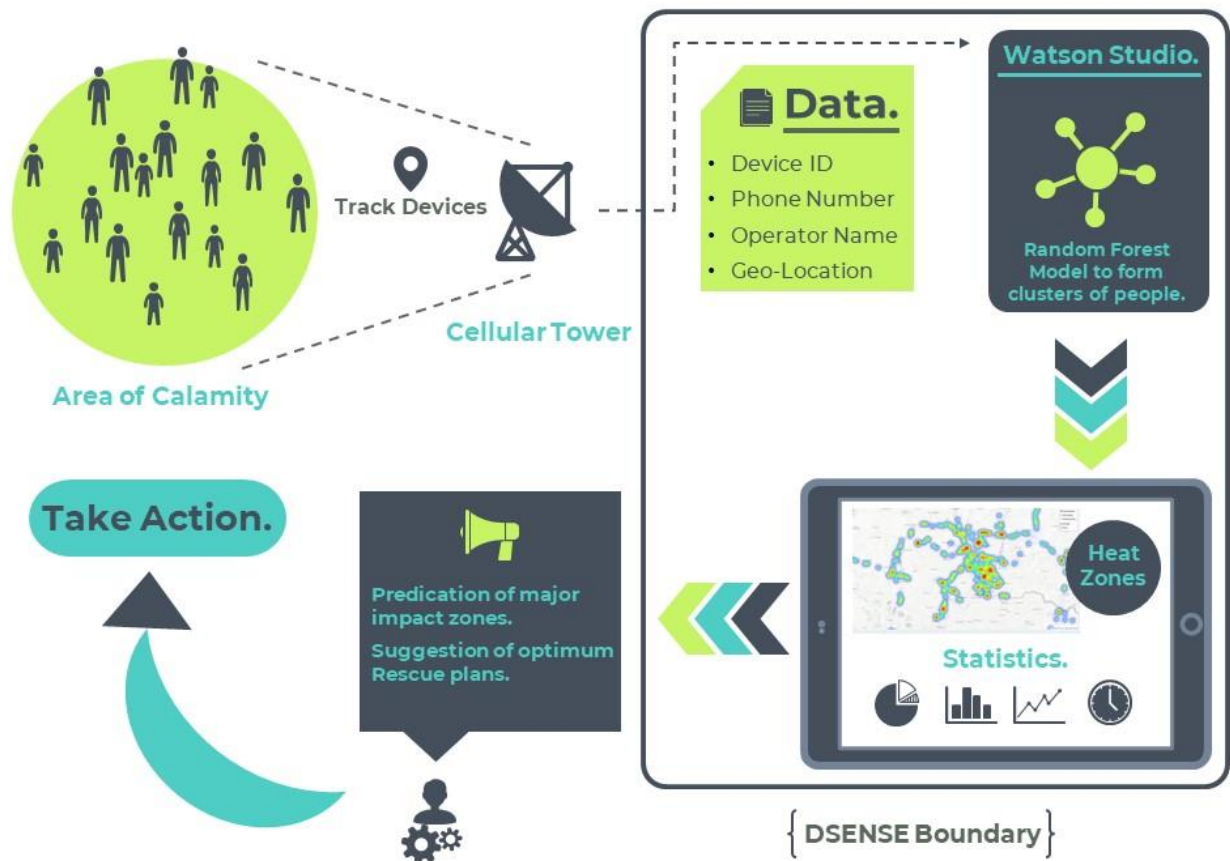 Area of Calamity
Track Devices
Cellular Tower
Data.
• Device ID
• Phone Number
• Operator Name
• Geo-Location
Watson Studio.
Random Forest
Model to form
clusters of people.
Heat
Zones
Statistics.
{ DSENSE Boundary }
Predication of major
impact zones.
Suggestion of optimum
Rescue plans.
Take Action.